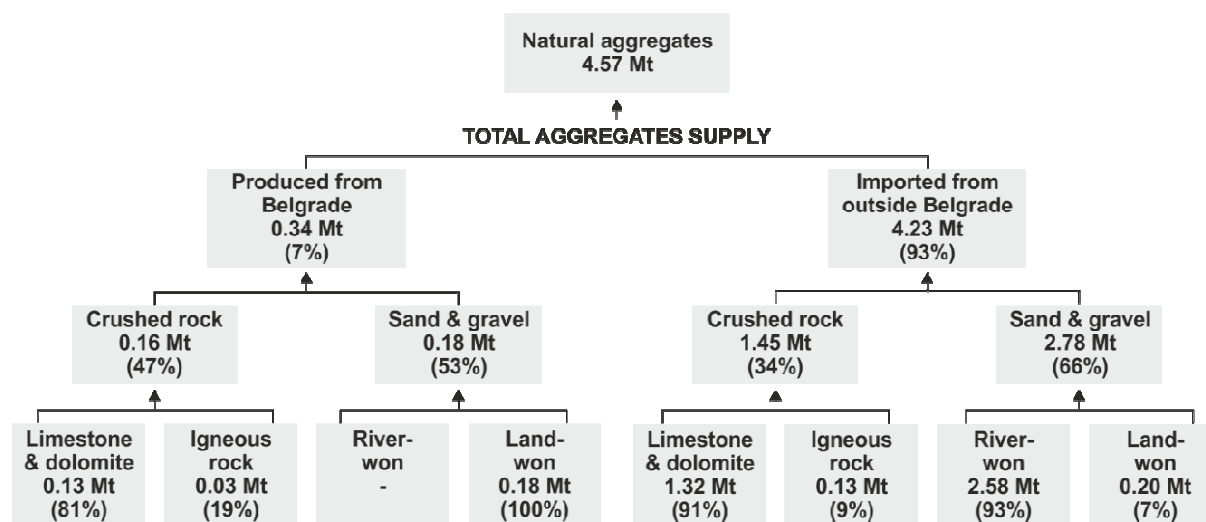 Natural aggregates
4.57 Mt
TOTAL AGGREGATES SUPPLY
Produced from
Belgrade
0.34 Mt
(7%)
Imported from
outside Belgrade
4.23 Mt
(93%)
Crushed rock
0.16 Mt
(47%)
Sand & gravel
0.18 Mt
(53%)
Crushed rock
1.45 Mt
(34%)
Sand & gravel
2.78 Mt
(66%)
Limestone
& dolomite
0.13 Mt
(81%)
Igneous
rock
0.03 Mt
(19%)
River-
won
-
Land-
won
0.18 Mt
(100%)
Limestone
& dolomite
1.32 Mt
(91%)
Igneous
rock
0.13 Mt
(9%)
River-
won
2.58 Mt
(93%)
Land-
won
0.20 Mt
(7%)